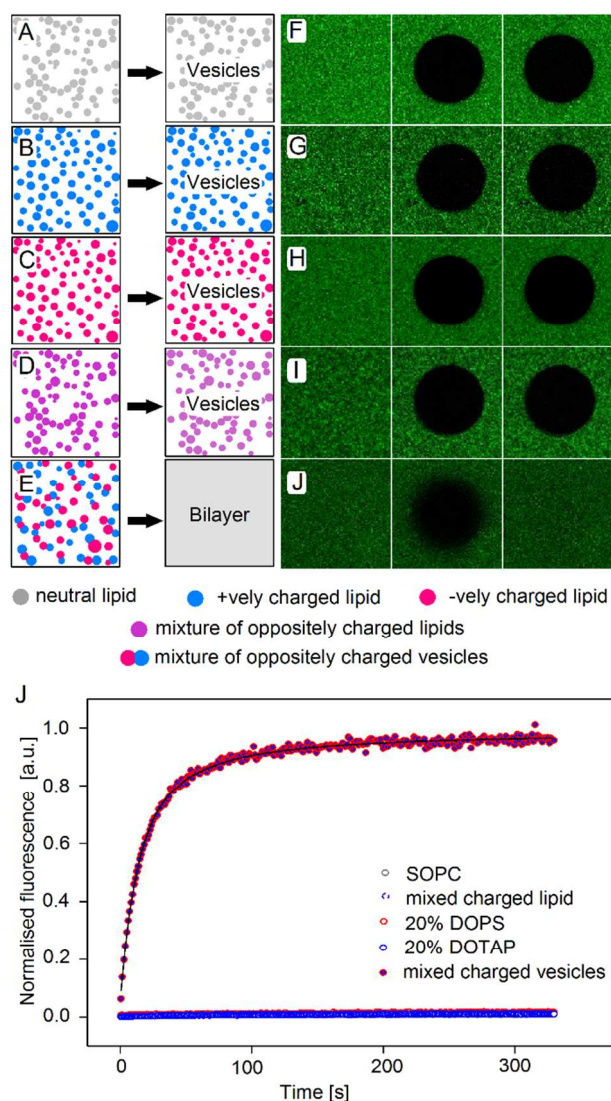 A Vesicles F
B Vesicles G
C Vesicles H
D Vesicles I
E Bilayer J
neutral lipid +vely charged lipid -vely charged lipid
mixture of oppositely charged lipids
mixture of oppositely charged vesicles
J
Normalised fluorescence [a.u.]
1.0
0.8
0.6
0.4
0.2
0.0
SOPC
mixed charged lipid
20% DOPS
20% DOTAP
mixed charged vesicles
0 100 200 300
Time [s]